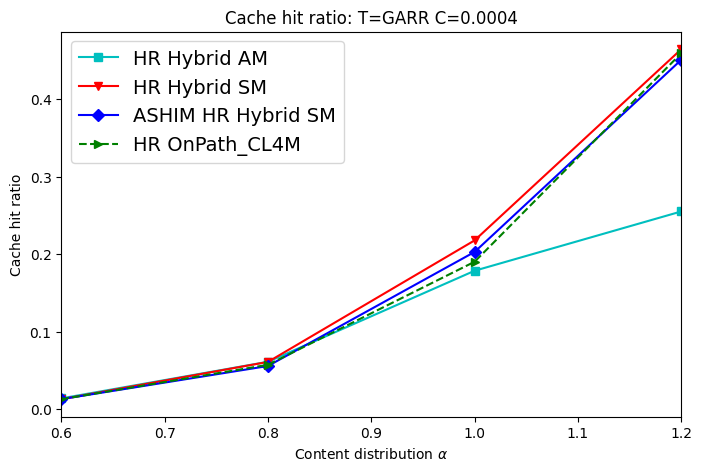 Cache hit ratio: T=GARR C=0.0004
HR Hybrid AM
HR Hybrid SM
ASHIM HR Hybrid SM
HR OnPath_CL4M
Cache hit ratio
0.4
0.3
0.2
0.1
0.0
0.6 0.7 0.8 0.9 1.0 1.1 1.2
Content distribution α